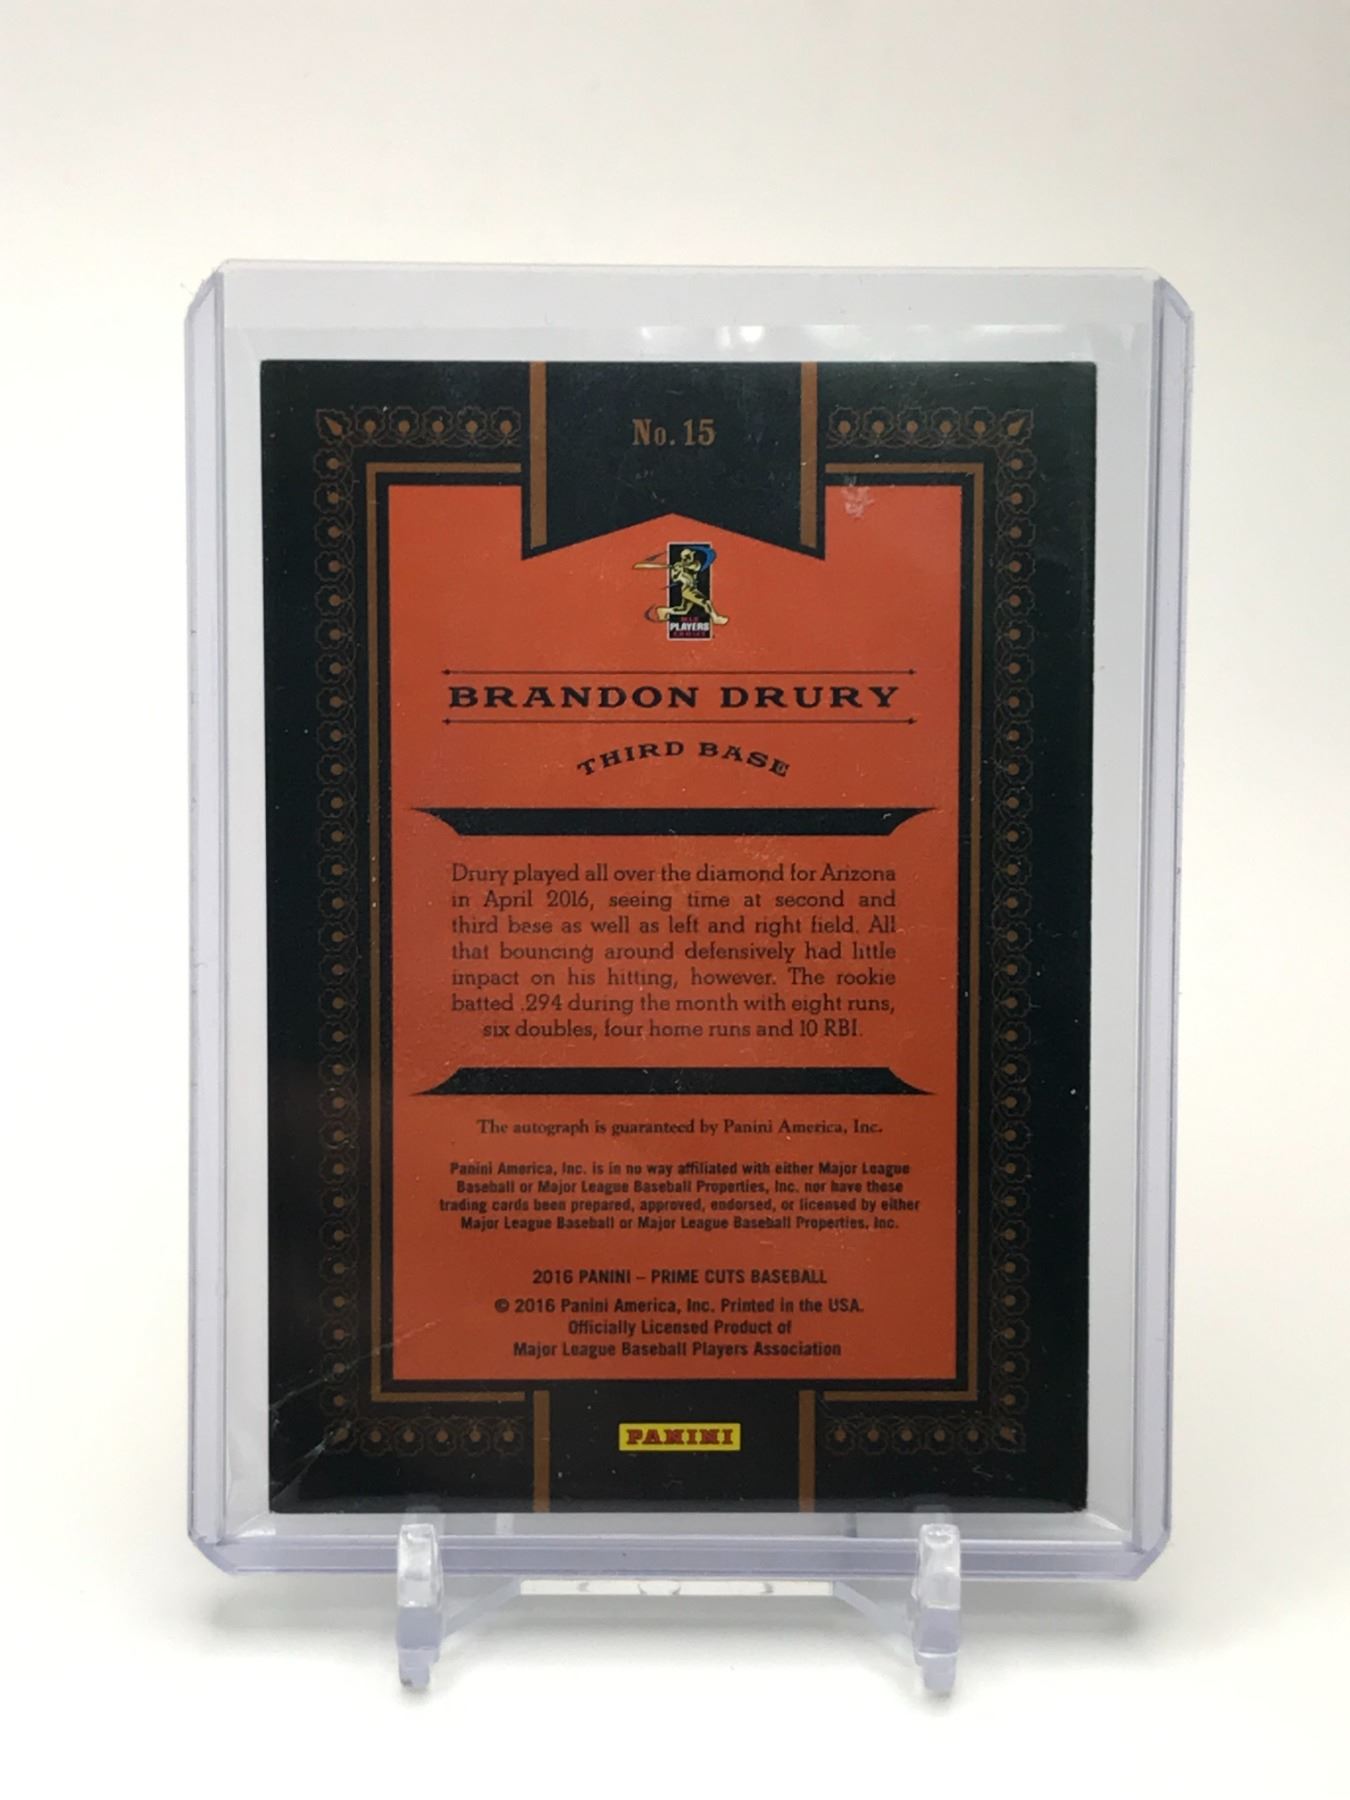 No. 15
MLB
PLAYERS
CHOICE
BRANDON DRURY
THIRD BASE
Drury played all over the diamond for Arizona
in April 2016, seeing time at second and
third base as well as left and right field. All
that bouncing around defensively had little
impact on his hitting, however. The rookie
batted .294 during the month with eight runs,
six doubles, four home runs and 10 RBI.
The autograph is guaranteed by Panini America, Inc.
Panini America, Inc. is in no way affiliated with either Major League
Baseball or Major League Baseball Properties, Inc. nor have these
trading cards been prepared, approved, endorsed, or licensed by either
Major League Baseball or Major League Baseball Properties, Inc.
2016 PANINI – PRIME CUTS BASEBALL
© 2016 Panini America, Inc. Printed in the USA.
Officially Licensed Product of
Major League Baseball Players Association
PANINI